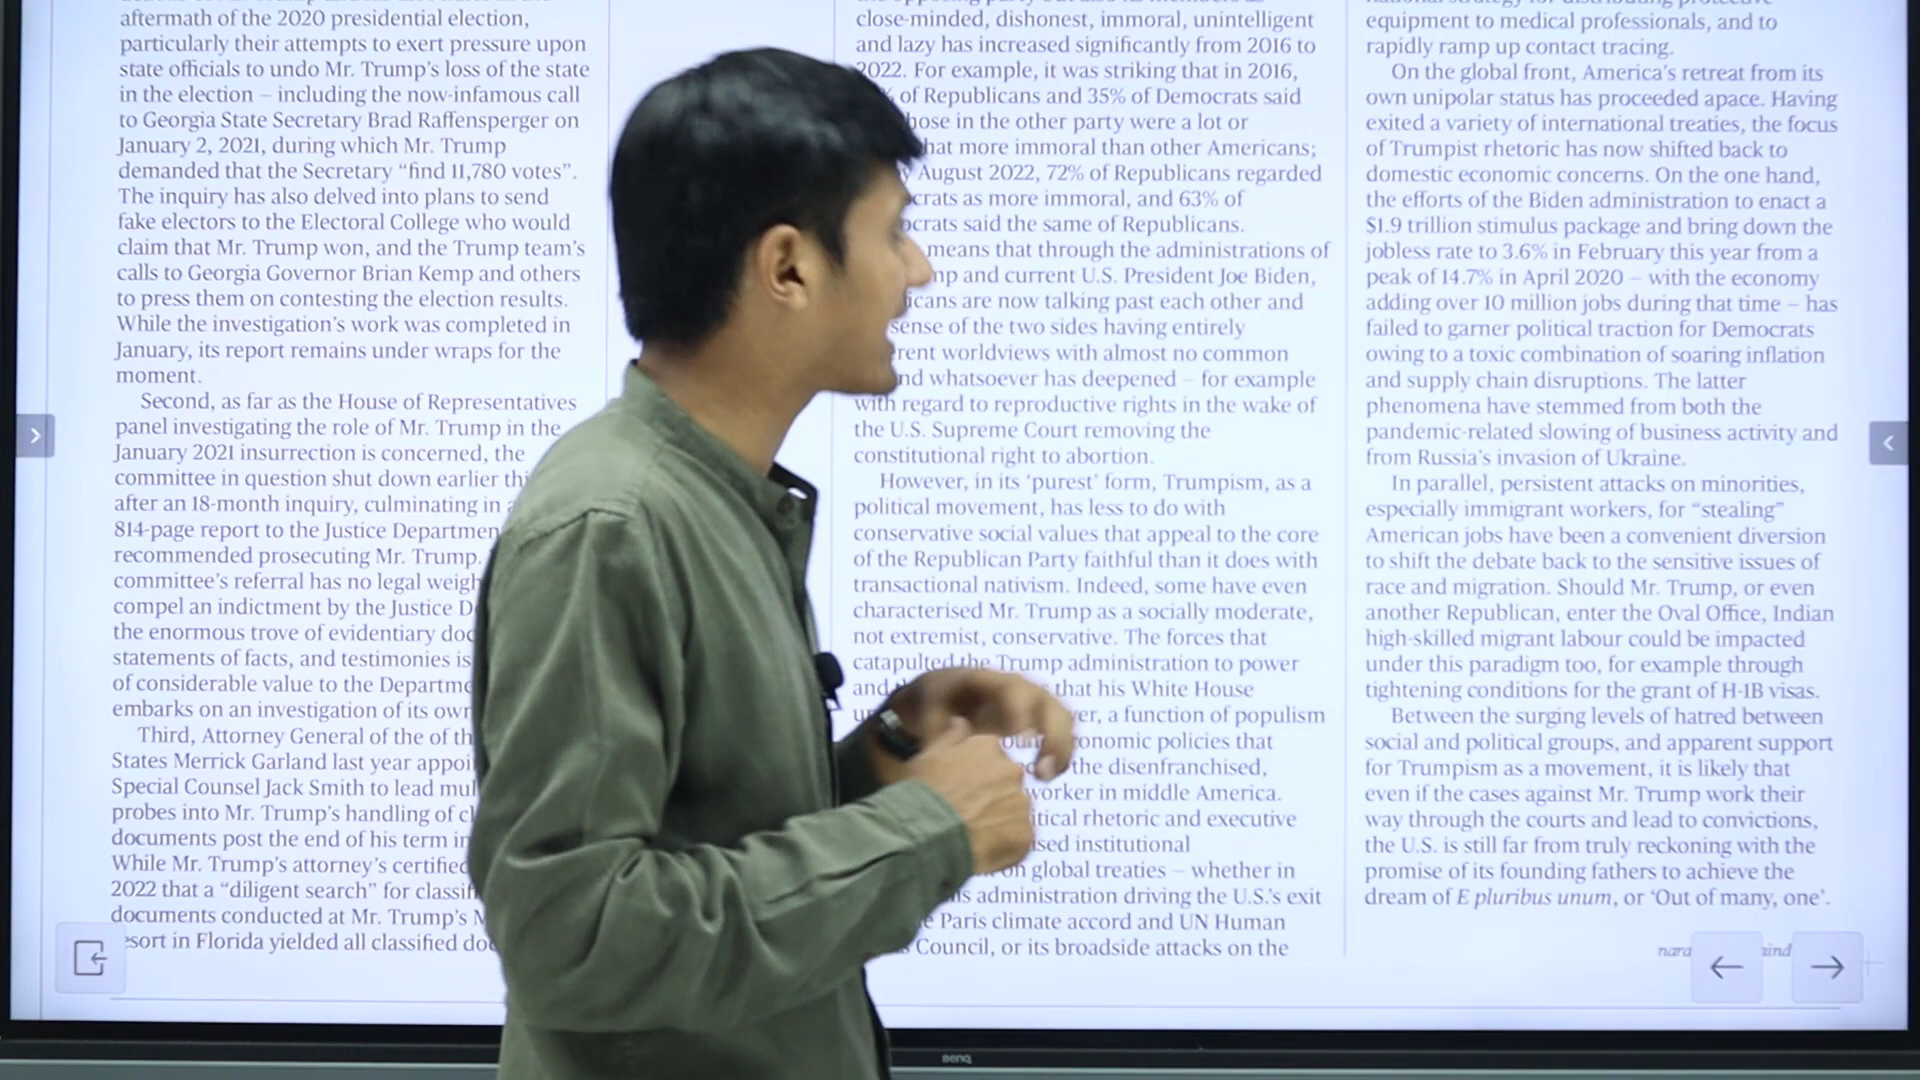 aftermath of the 2020 presidential election,
particularly their attempts to exert pressure upon
state officials to undo Mr. Trump's loss of the state
in the election – including the now-infamous call
to Georgia State Secretary Brad Raffensperger on
January 2, 2021, during which Mr. Trump
demanded that the Secretary “find 11,780 votes”.
The inquiry has also delved into plans to send
fake electors to the Electoral College who would
claim that Mr. Trump won, and the Trump team's
calls to Georgia Governor Brian Kemp and others
to press them on contesting the election results.
While the investigation's work was completed in
January, its report remains under wraps for the
moment.
Second, as far as the House of Representatives
panel investigating the role of Mr. Trump in the
January 2021 insurrection is concerned, the
committee in question shut down earlier
after an 18-month inquiry, culminating in
814-page report to the Justice
recommended prosecuting Mr. Trump.
committee's referral has no legal
compel an indictment by the Justice
the enormous trove of evidentiary
statements of facts, and testimonies is
of considerable value to the
embarks on an investigation of its
Third, Attorney General of the of
States Merrick Garland last year
Special Counsel Jack Smith to lead
probes into Mr. Trump's handling of
documents post the end of his term in
While Mr. Trump's attorney's certified
2022 that a “diligent search” for
documents conducted at Mr. Trump's
in Florida yielded all classified
close-minded, dishonest, immoral, unintelligent
and lazy has increased significantly from 2016 to
2022. For example, it was striking that in 2016,
of Republicans and 35% of Democrats said
in the other party were a lot or
more immoral than other Americans;
August 2022, 72% of Republicans regarded
as more immoral, and 63% of
said the same of Republicans.
means that through the administrations of
and current U.S. President Joe Biden,
are now talking past each other and
sense of the two sides having entirely
worldviews with almost no common
whatsoever has deepened – for example
with regard to reproductive rights in the wake of
the U.S. Supreme Court removing the
constitutional right to abortion.
However, in its ‘purest’ form, Trumpism, as a
political movement, has less to do with
conservative social values that appeal to the core
of the Republican Party faithful than it does with
transactional nativism. Indeed, some have even
characterised Mr. Trump as a socially moderate,
not extremist, conservative. The forces that
catapulted the Trump administration to power
and that his White House
a function of populism
policies that
the disenfranchised,
worker in middle America.
rhetoric and executive
institutional
on global treaties – whether in
administration driving the U.S.'s exit
Paris climate accord and UN Human
Council, or its broadside attacks on the
equipment to medical professionals, and to
rapidly ramp up contact tracing.
On the global front, America's retreat from its
own unipolar status has proceeded apace. Having
exited a variety of international treaties, the focus
of Trumpist rhetoric has now shifted back to
domestic economic concerns. On the one hand,
the efforts of the Biden administration to enact a
$1.9 trillion stimulus package and bring down the
jobless rate to 3.6% in February this year from a
peak of 14.7% in April 2020 – with the economy
adding over 10 million jobs during that time – has
failed to garner political traction for Democrats
owing to a toxic combination of soaring inflation
and supply chain disruptions. The latter
phenomena have stemmed from both the
pandemic-related slowing of business activity and
from Russia's invasion of Ukraine.
In parallel, persistent attacks on minorities,
especially immigrant workers, for “stealing”
American jobs have been a convenient diversion
to shift the debate back to the sensitive issues of
race and migration. Should Mr. Trump, or even
another Republican, enter the Oval Office, Indian
high-skilled migrant labour could be impacted
under this paradigm too, for example through
tightening conditions for the grant of H-1B visas.
Between the surging levels of hatred between
social and political groups, and apparent support
for Trumpism as a movement, it is likely that
even if the cases against Mr. Trump work their
way through the courts and lead to convictions,
the U.S. is still far from truly reckoning with the
promise of its founding fathers to achieve the
dream of E pluribus unum, or ‘Out of many, one’.
BenQ